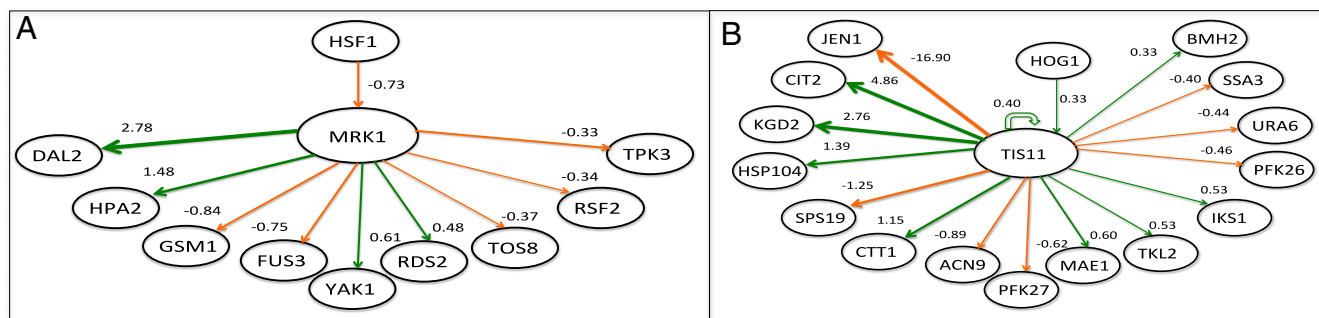 A
HSF1
-0.73
MRK1
2.78
DAL2
1.48
HPA2
-0.84
GSM1
-0.75
FUS3
0.61
YAK1
0.48
RDS2
-0.37
TOS8
-0.34
RSF2
-0.33
TPK3
B
JEN1
-16.90
HOG1
0.33
BMH2
0.33
CIT2
4.86
0.40
-0.40
SSA3
KGD2
2.76
TIS11
-0.44
URA6
HSP104
1.39
-0.46
PFK26
SPS19
-1.25
0.53
IKS1
CTT1
1.15
-0.89
ACN9
-0.62
PFK27
0.60
MAE1
0.53
TKL2